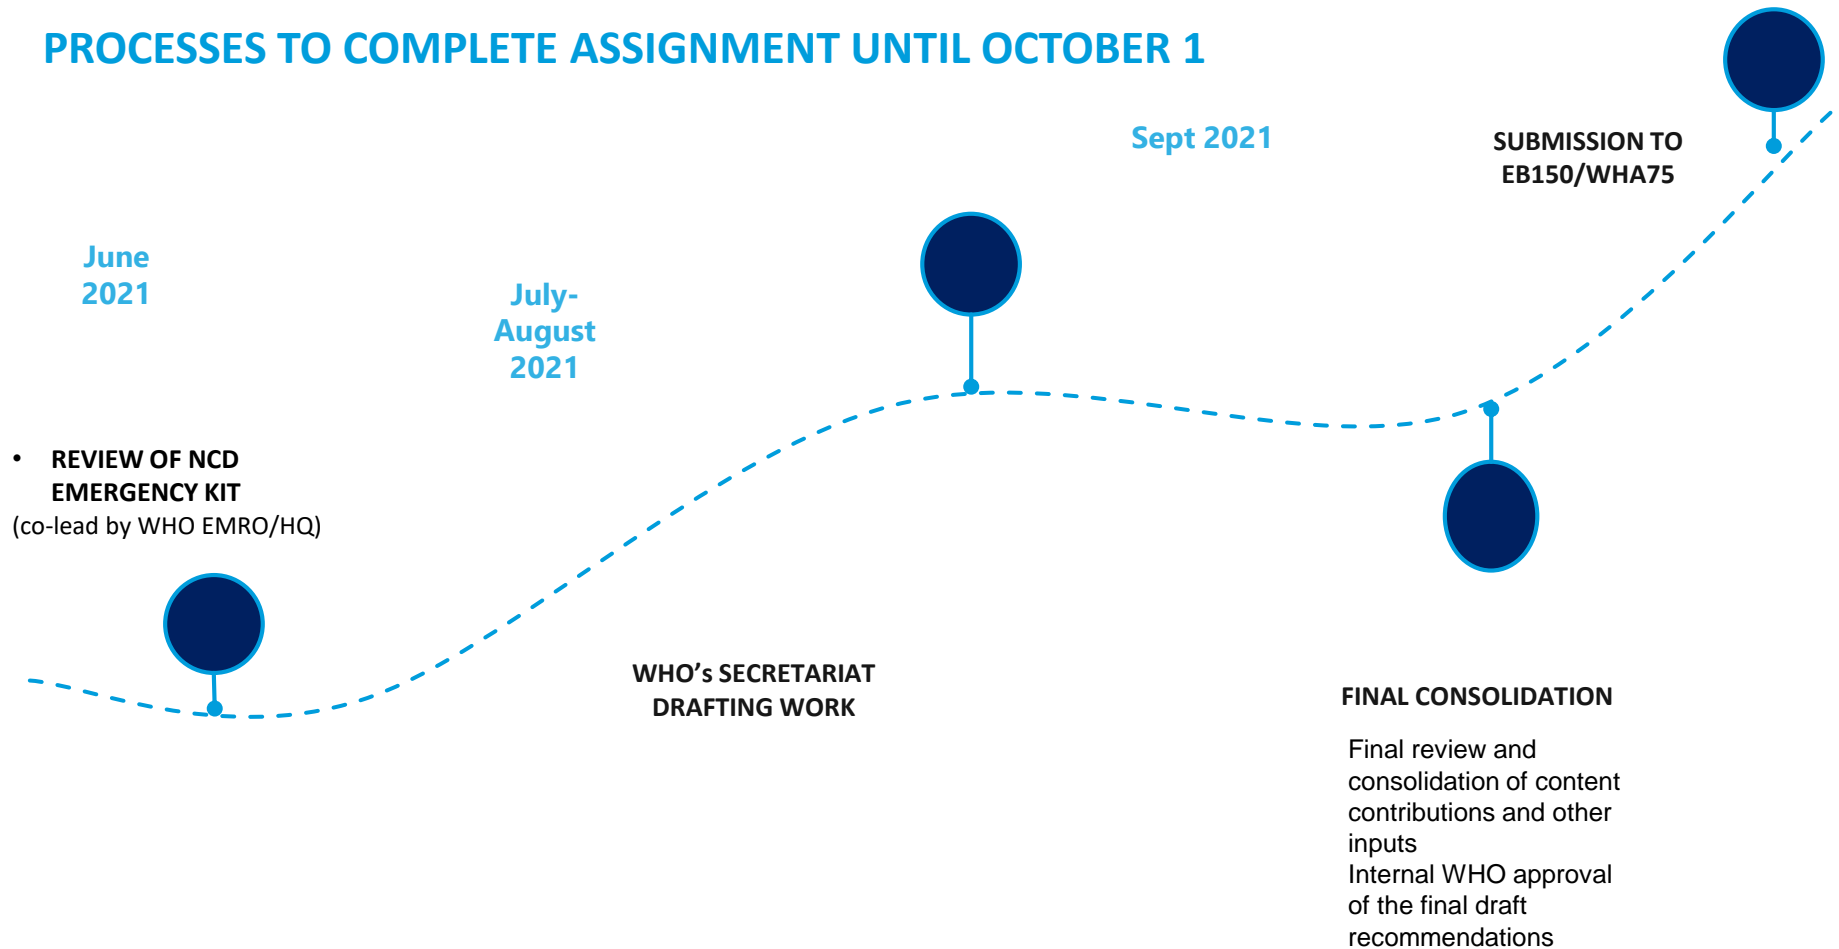 PROCESSES TO COMPLETE ASSIGNMENT UNTIL OCTOBER 1
June
2021
• REVIEW OF NCD
EMERGENCY KIT
(co-lead by WHO EMRO/HQ)
July-
August
2021
WHO's SECRETARIAT
DRAFTING WORK
Sept 2021
FINAL CONSOLIDATION
Final review and
consolidation of content
contributions and other
inputs
Internal WHO approval
of the final draft
recommendations
SUBMISSION TO
EB150/WHA75